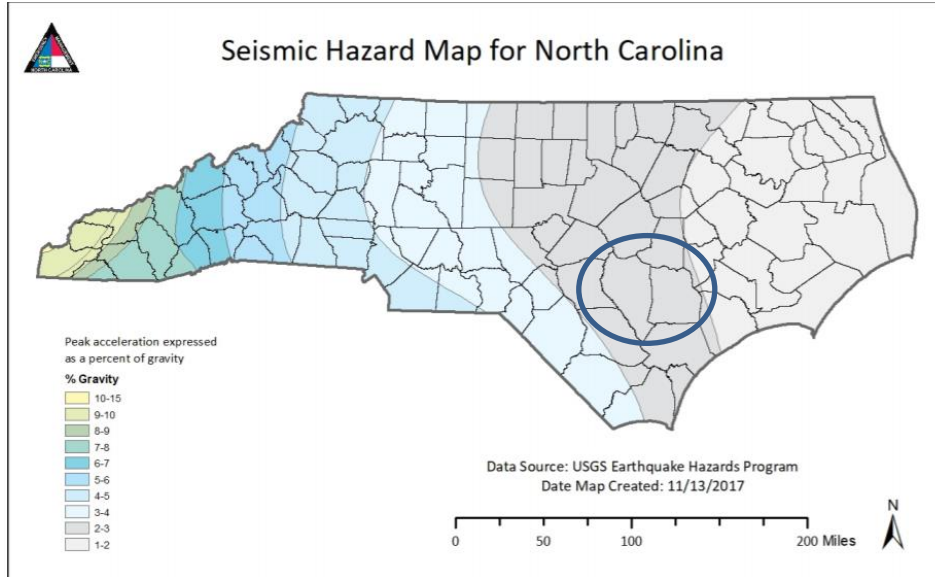 Seismic Hazard Map for North Carolina
NORTH CAROLINA
Peak acceleration expressed
as a percent of gravity
% Gravity
10-15
9-10
8-9
7-8
6-7
5-6
4-5
3-4
2-3
1-2
Data Source: USGS Earthquake Hazards Program
Date Map Created: 11/13/2017
N
0 50 100 200 Miles